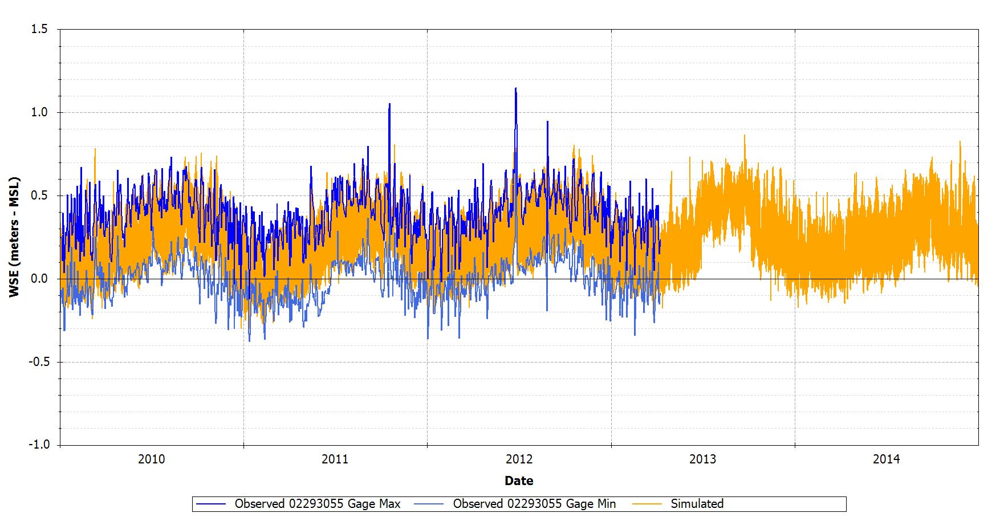 1.5
1.0
0.5
0.0
-0.5
-1.0
WSE (meters - MSL)
2010 2011 2012 2013 2014
Date
Observed 02293055 Gage Max Observed 02293055 Gage Min Simulated